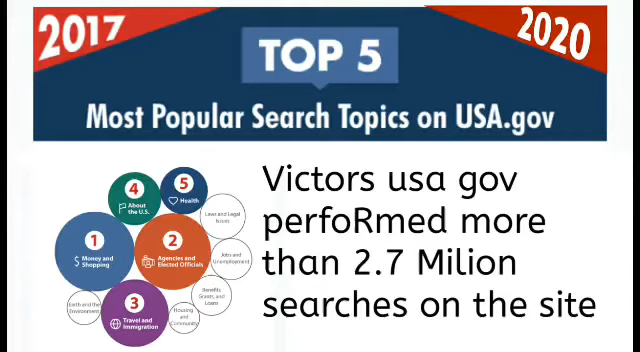 2017
2020
TOP 5
Most Popular Search Topics on USA.gov
Victors usa gov
perfoRmed more
than 2.7 Milion
searches on the site
4
About
the U.S.
5
Health
Laws and Legal
Issues
1
Money and
Shopping
2
Agencies and
Elected Officials
Jobs and
Unemployment
3
Travel and
Immigration
Benefits
Grants, and
Loans
Earth and the
Environment
Housing
and
Community